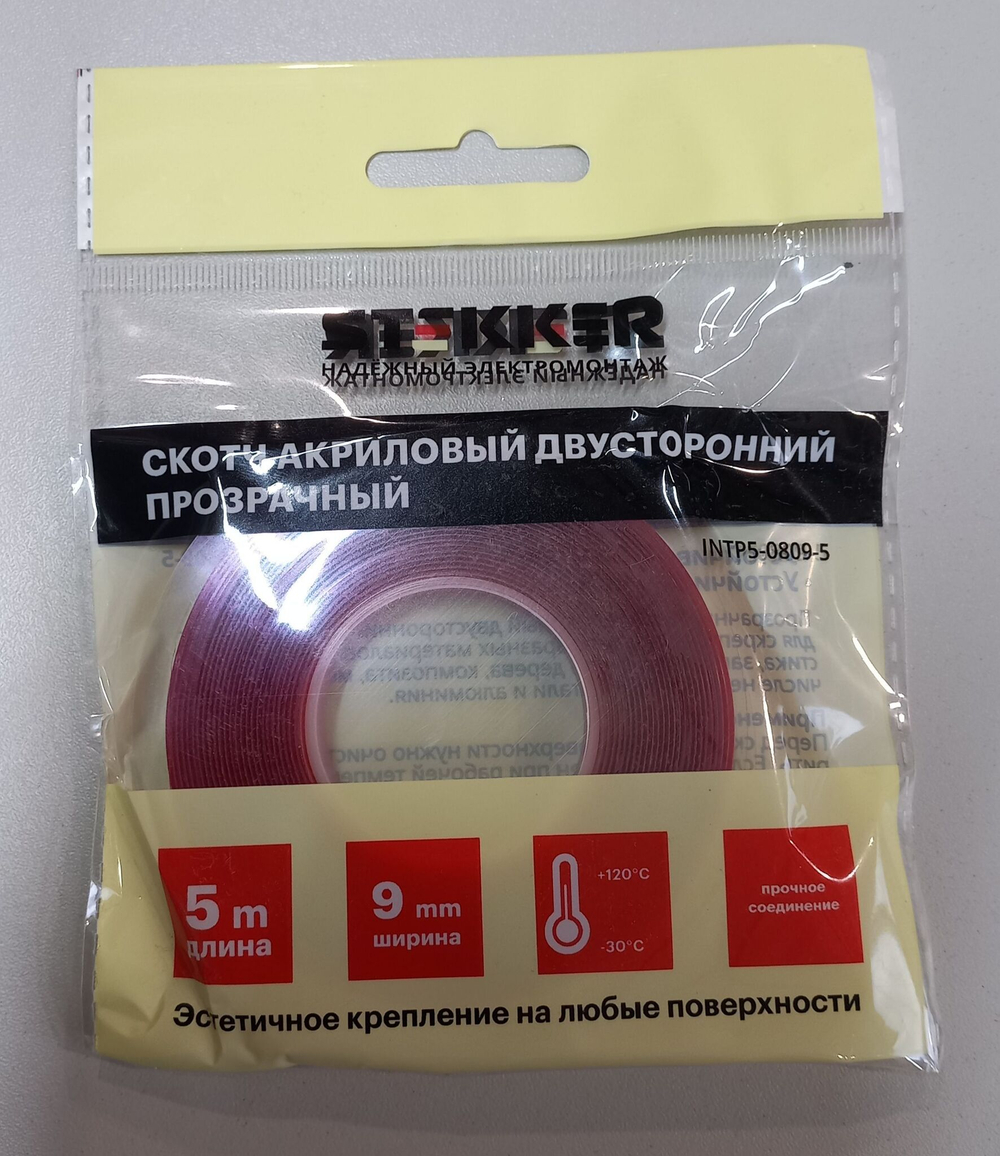 STEKKER
НАДЁЖНЫЙ ЭЛЕКТРОМОНТАЖ
СКОТЧ АКРИЛОВЫЙ ДВУСТОРОННИЙ
ПРОЗРАЧНЫЙ
INTP5-0809-5
5 m
длина
9 mm
ширина
+120°C
-30°C
прочное
соединение
Эстетичное крепление на любые поверхности